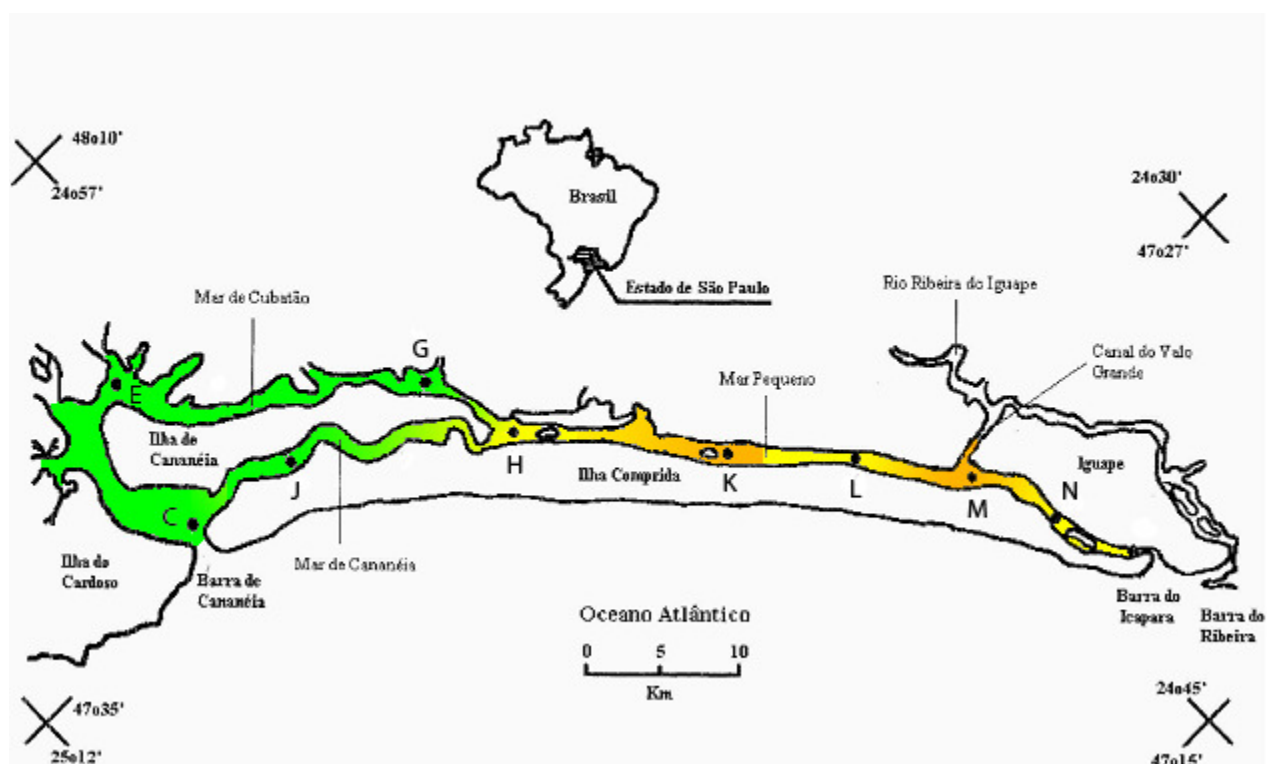 48o10'
24o57'
Brasil
24o30'
47o27'
Estado de São Paulo
Rio Ribeira do Iguape
Mar de Cubatão
Canal do Valo
Grande
G
Mar Pequeno
E
Ilha de
Cananéia
H
Ilha Comprida
Iguape
J
K
L
N
M
C
Ilha do
Cardoso
Mar de Cananéia
Barra de
Cananéia
Barra do
Icapara
Barra do
Ribeira
Oceano Atlântico
0 5 10
Km
47o35'
25o12'
24o45'
47o15'